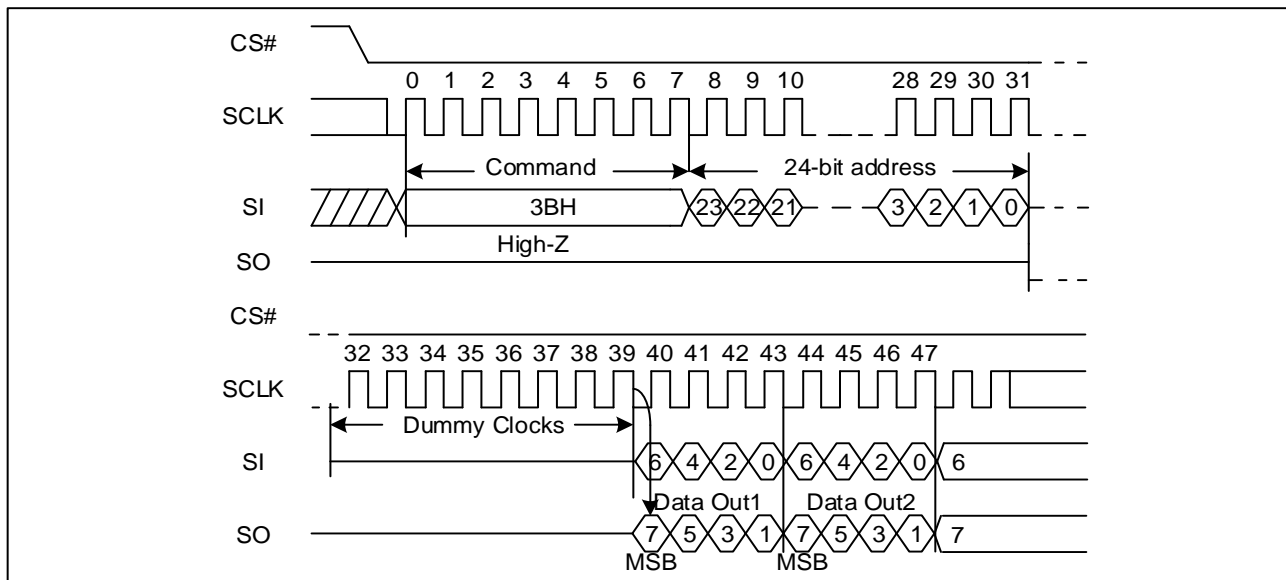 CS#
0 1 2 3 4 5 6 7 8 9 10 28 29 30 31
SCLK
Command 24-bit address
SI 3BH 23 22 21 3 2 1 0
High-Z
SO
CS#
32 33 34 35 36 37 38 39 40 41 42 43 44 45 46 47
SCLK
Dummy Clocks
SI 6 4 2 0 6 4 2 0 6
Data Out1 Data Out2
SO 7 5 3 1 7 5 3 1 7
MSB MSB